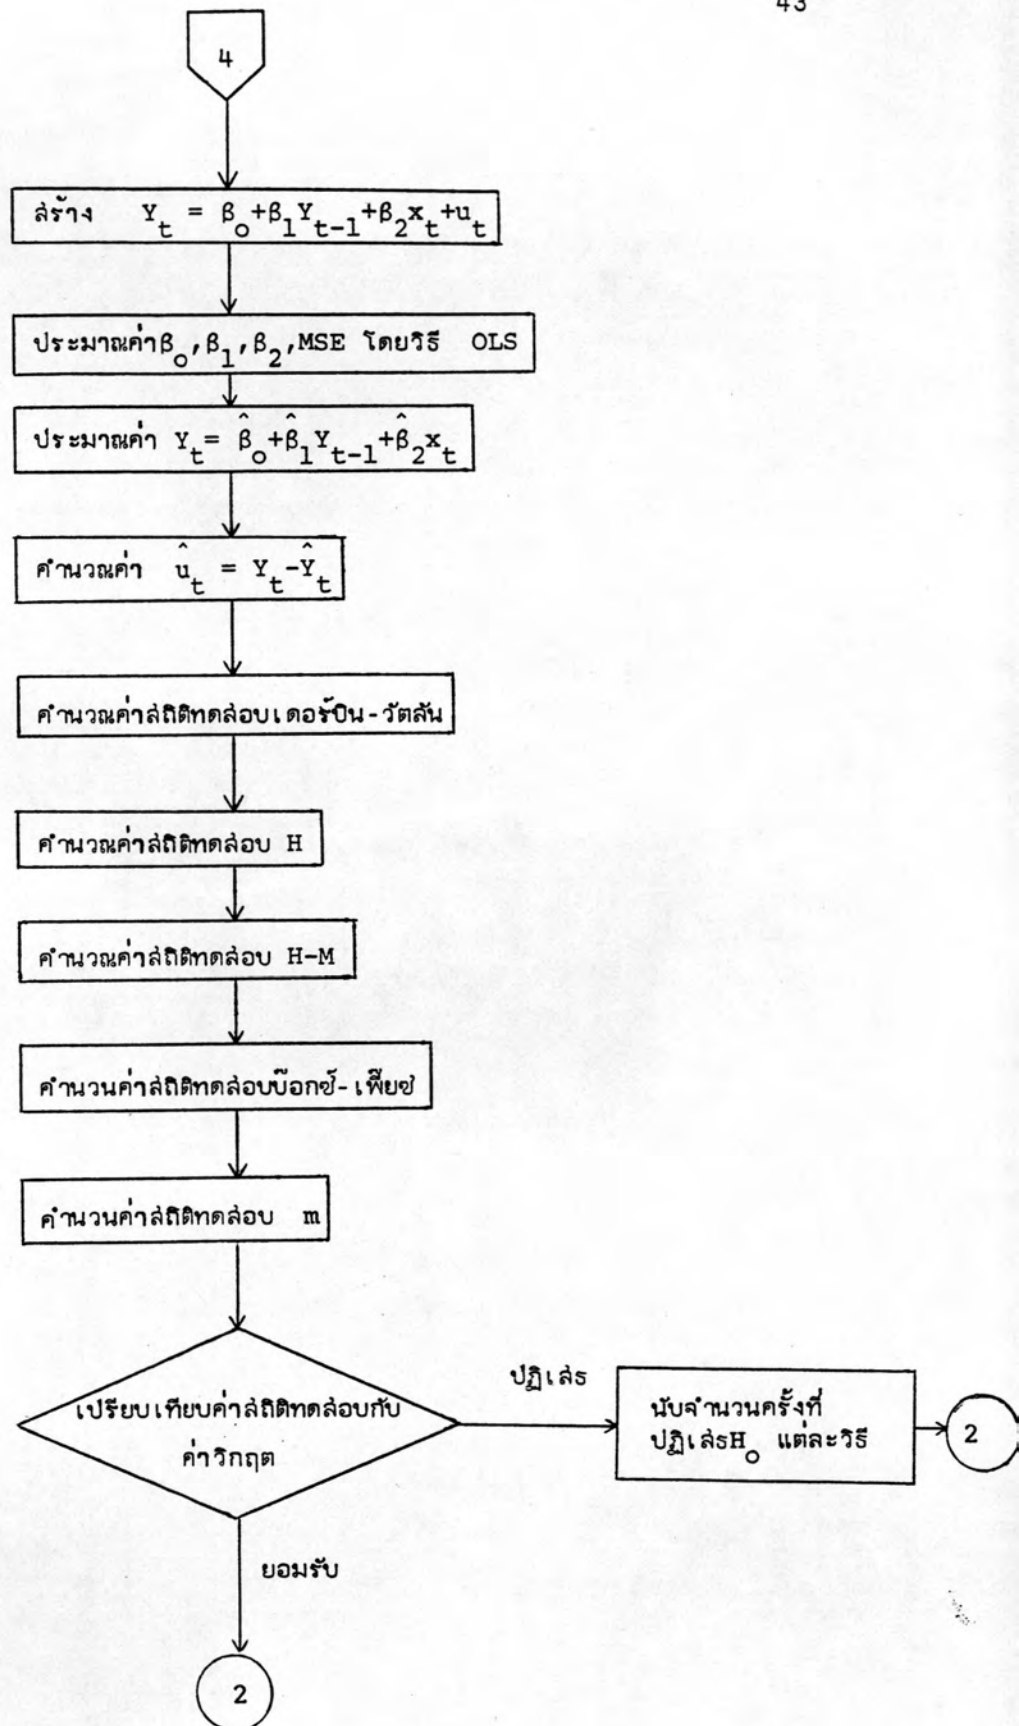 43
4
สร้าง Y_t = β_o+β_1Y_{t-1}+β_2x_t+u_t
ประมาณค่าβ_o,β_1,β_2,MSE โดยวิธี OLS
ประมาณค่า Y_t= β̂_o+β̂_1Y_{t-1}+β̂_2x_t
คำนวณค่า û_t = Y_t-Ŷ_t
คำนวณค่าสถิติทดสอบเดอร์บิน-วัตสัน
คำนวณค่าสถิติทดสอบ H
คำนวณค่าสถิติทดสอบ H-M
คำนวนค่าสถิติทดสอบบ๊อกซ์-เพี๊ยซ์
คำนวนค่าสถิติทดสอบ m
เปรียบเทียบค่าสถิติทดสอบกับ
ค่าวิกฤต
ปฏิเสธ
นับจำนวนครั้งที่
ปฏิเสธH_o แต่ละวิธี
2
ยอมรับ
2